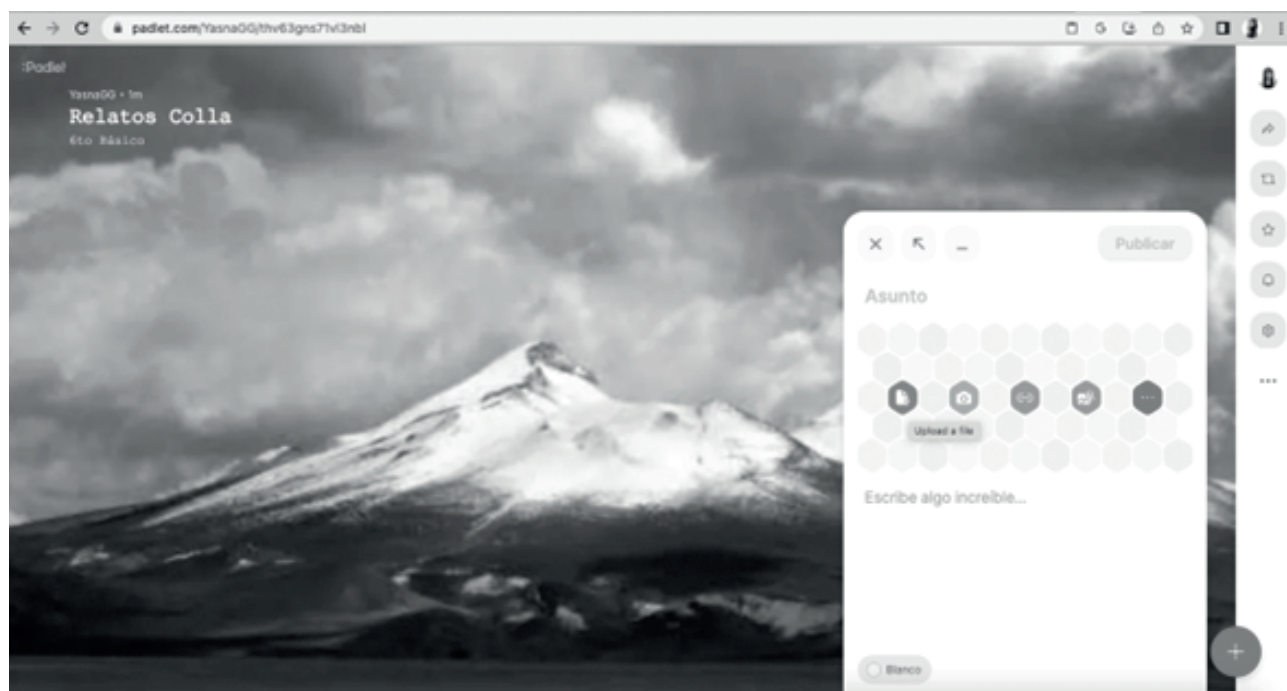 padlet.com/YasnaGG/thv63gns71vl3nbl
:Padlet
YasnaGG • 1m
Relatos Colla
6to Básico
Publicar
Asunto
Upload a file
Escribe algo increíble...
Blanco